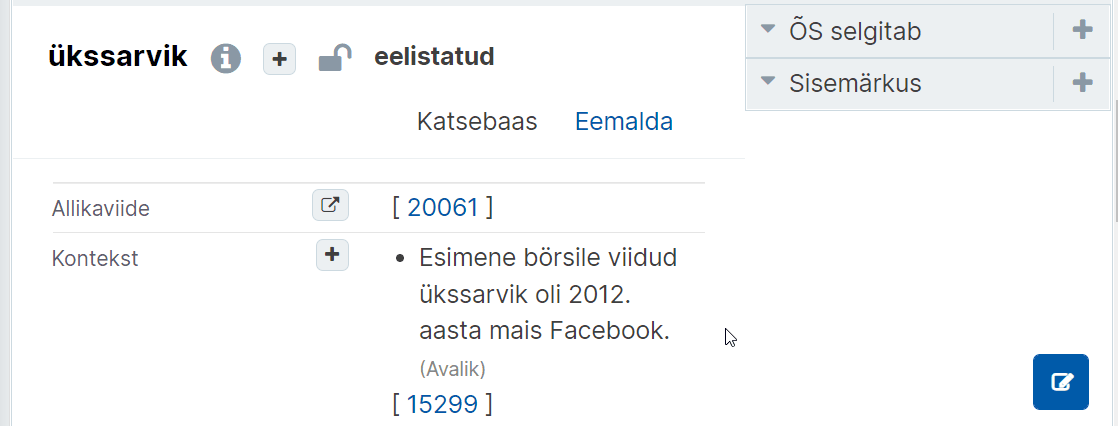 ükssarvik eelistatud
Katsebaas Eemalda
Allikaviide [ 20061 ]
Kontekst • Esimene börsile viidud
ükssarvik oli 2012.
aasta mais Facebook.
(Avalik)
[ 15299 ]
ÕS selgitab
Sisemärkus